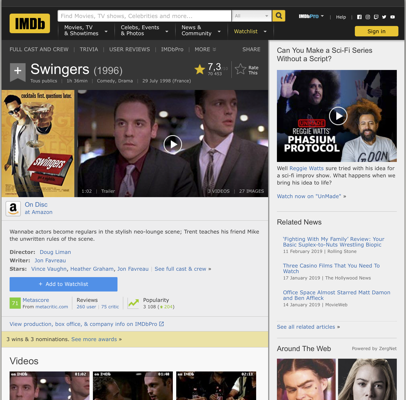 IMDb
Find Movies, TV shows, Celebrities and more...
All
Movies, TV & Showtimes
Celebs, Events & Photos
News & Community
Watchlist
IMDbPro
Help
Sign in
FULL CAST AND CREW | TRIVIA | USER REVIEWS | IMDbPro | MORE
SHARE
Swingers (1996)
7,3
Rate This
Tous publics | 1h 36min | Comedy, Drama | 29 July 1998 (France)
cocktails first. questions later.
swingers
1:02 | Trailer
3 VIDEOS | 27 IMAGES
On Disc
at Amazon
Wannabe actors become regulars in the stylish neo-lounge scene; Trent teaches his friend Mike
the unwritten rules of the scene.
Director: Doug Liman
Writer: Jon Favreau
Stars: Vince Vaughn, Heather Graham, Jon Favreau | See full cast & crew »
+ Add to Watchlist
71
Metascore
From metacritic.com
Reviews
260 user | 75 critic
Popularity
View production, box office, & company info on IMDbPro
3 wins & 3 nominations. See more awards »
Videos
Can You Make a Sci-Fi Series
Without a Script?
REGGIE WATTS'
PHASIUM
PROTOCOL
Well Reggie Watts sure tried with his idea for
a sci-fi improv show. What happens when we
bring his idea to life?
Watch now on "UnMade" »
Related News
'Fighting With My Family' Review: Your
Basic Suplex-to-Nuts Wrestling Biopic
11 February 2019 | Rolling Stone
Three Casino Films That You Need To
Watch
17 January 2019 | The Hollywood News
Office Space Almost Starred Matt Damon
and Ben Affleck
14 January 2019 | MovieWeb
See all related articles »
Around The Web
Powered by ZergNet